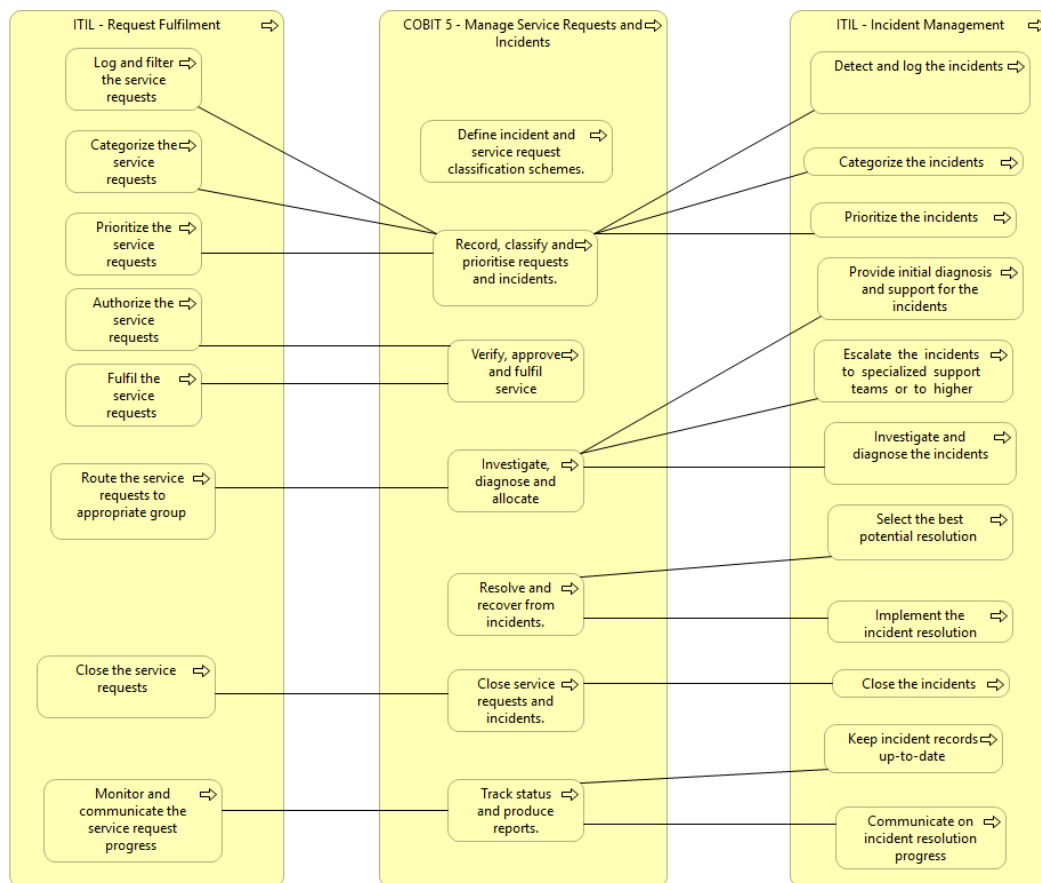 ITIL - Request Fulfilment
Log and filter
the service
requests
Categorize the
service
requests
Prioritize the
service
requests
Authorize the
service
requests
Fulfil the
service
requests
Route the service
requests to
appropriate group
Close the service
requests
Monitor and
communicate the
service request
progress
COBIT 5 - Manage Service Requests and
Incidents
Define incident and
service request
classification schemes.
Record, classify and
prioritise requests
and incidents.
Verify, approve
and fulfil
service
Investigate,
diagnose and
allocate
Resolve and
recover from
incidents.
Close service
requests and
incidents.
Track status
and produce
reports.
ITIL - Incident Management
Detect and log the incidents
Categorize the incidents
Prioritize the incidents
Provide initial diagnosis
and support for the
incidents
Escalate the incidents
to specialized support
teams or to higher
Investigate and
diagnose the incidents
Select the best
potential resolution
Implement the
incident resolution
Close the incidents
Keep incident records
up-to-date
Communicate on
incident resolution
progress